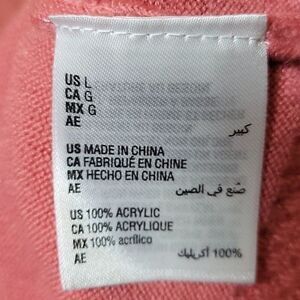 US L
CA G
MX G
AE كبير
US MADE IN CHINA
CA FABRIQUÉ EN CHINE
MX HECHO EN CHINA
AE صنع في الصين
US 100% ACRYLIC
CA 100% ACRYLIQUE
MX 100% acrílico
AE 100% أكريليك